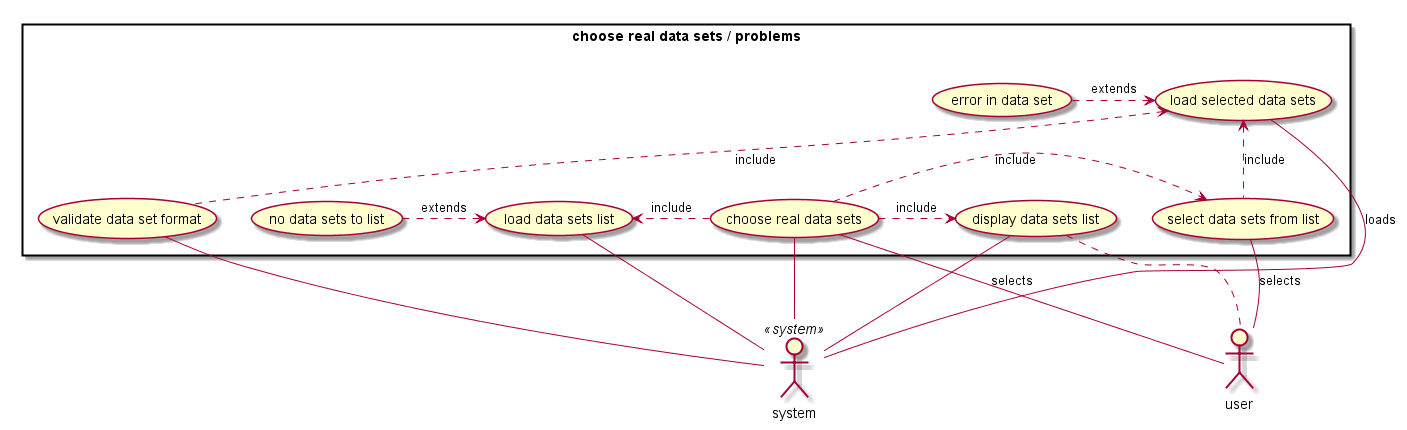 choose real data sets / problems
extends
error in data set
load selected data sets
include
include
include
extends
include
include
validate data set format
no data sets to list
load data sets list
choose real data sets
display data sets list
select data sets from list
loads
selects
selects
«system»
system
user